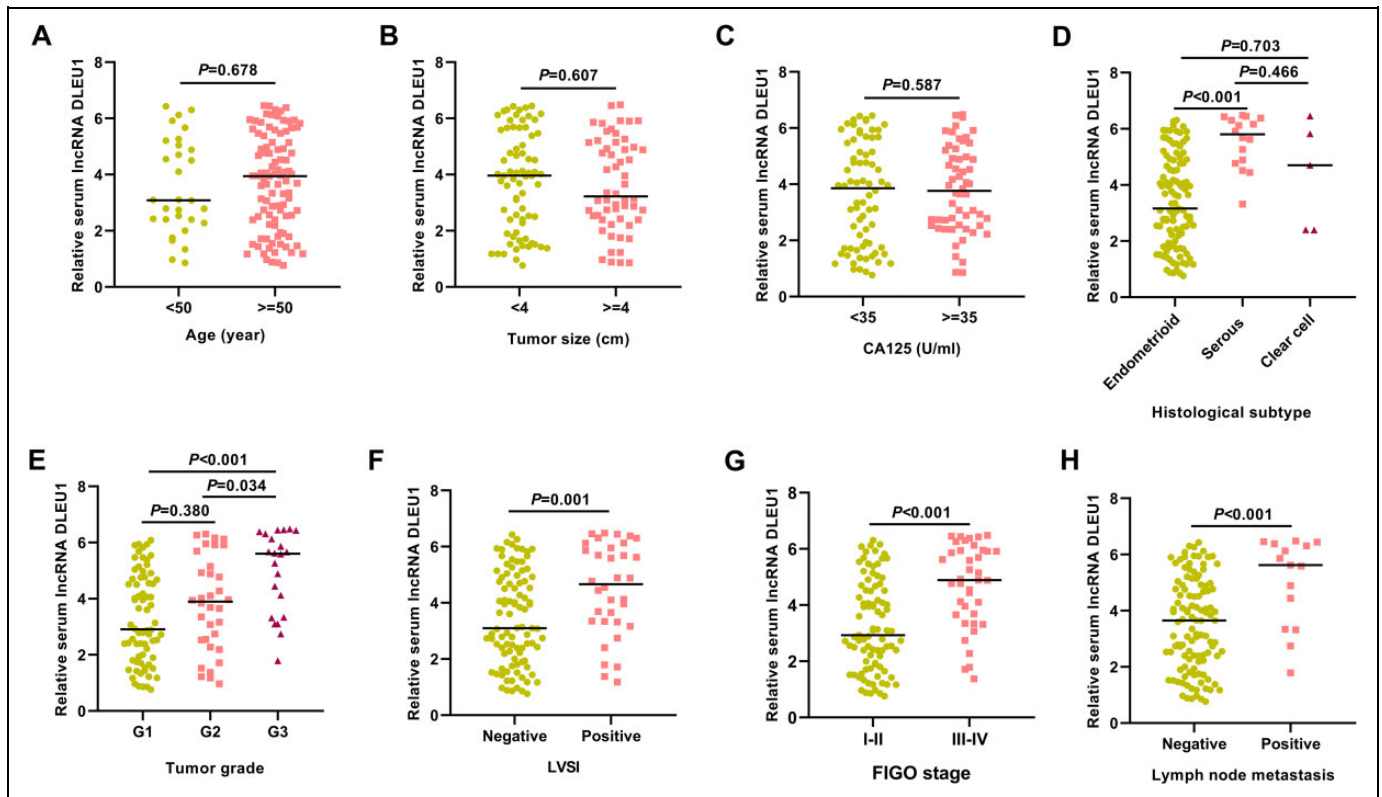 A
Relative serum lncRNA DLEU1
8
6
4
2
0
P=0.678
<50
>=50
Age (year)
B
Relative serum lncRNA DLEU1
8
6
4
2
0
P=0.607
<4
>=4
Tumor size (cm)
C
Relative serum lncRNA DLEU1
8
6
4
2
0
P=0.587
<35
>=35
CA125 (U/ml)
D
Relative serum lncRNA DLEU1
8
6
4
2
0
P=0.703
P=0.466
P<0.001
Endometrioid
Serous
Clear cell
Histological subtype
E
Relative serum lncRNA DLEU1
8
6
4
2
0
P<0.001
P=0.034
P=0.380
G1
G2
G3
Tumor grade
F
Relative serum lncRNA DLEU1
8
6
4
2
0
P=0.001
Negative
Positive
LVSI
G
Relative serum lncRNA DLEU1
8
6
4
2
0
P<0.001
I-II
III-IV
FIGO stage
H
Relative serum lncRNA DLEU1
8
6
4
2
0
P<0.001
Negative
Positive
Lymph node metastasis